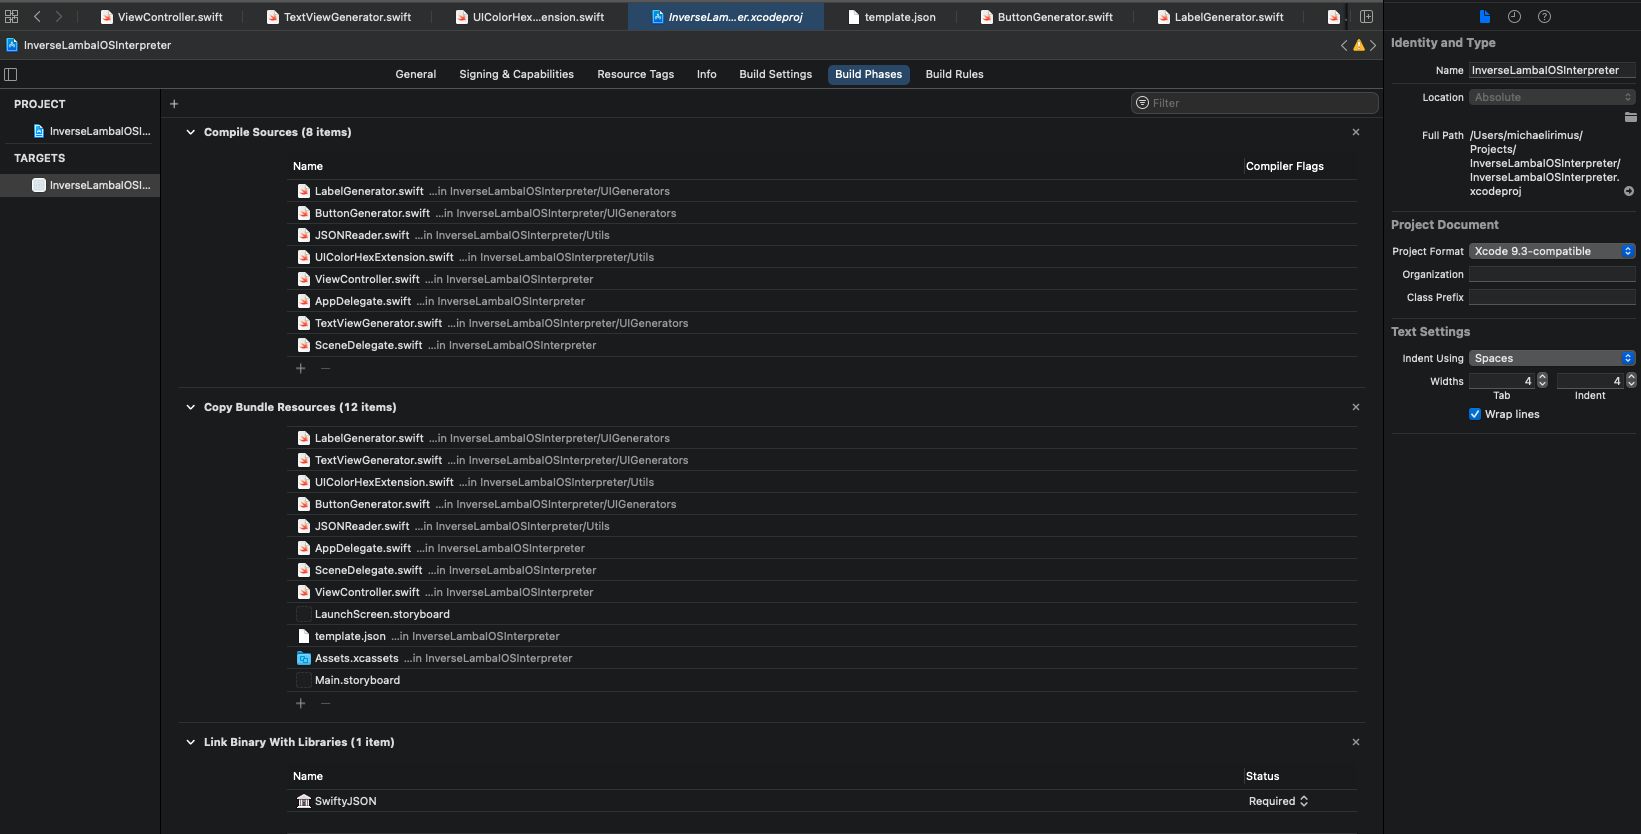 ViewController.swift
TextViewGenerator.swift
UIColorHex...ension.swift
InverseLam...er.xcodeproj
template.json
ButtonGenerator.swift
LabelGenerator.swift
InverseLambaIOSInterpreter
General
Signing & Capabilities
Resource Tags
Info
Build Settings
Build Phases
Build Rules
PROJECT
InverseLambaIOSI...
TARGETS
InverseLambaIOSI...
Filter
Compile Sources (8 items)
Name
Compiler Flags
LabelGenerator.swift ...in InverseLambaIOSInterpreter/UIGenerators
ButtonGenerator.swift ...in InverseLambaIOSInterpreter/UIGenerators
JSONReader.swift ...in InverseLambaIOSInterpreter/Utils
UIColorHexExtension.swift ...in InverseLambaIOSInterpreter/Utils
ViewController.swift ...in InverseLambaIOSInterpreter
AppDelegate.swift ...in InverseLambaIOSInterpreter
TextViewGenerator.swift ...in InverseLambaIOSInterpreter/UIGenerators
SceneDelegate.swift ...in InverseLambaIOSInterpreter
Copy Bundle Resources (12 items)
LabelGenerator.swift ...in InverseLambaIOSInterpreter/UIGenerators
TextViewGenerator.swift ...in InverseLambaIOSInterpreter/UIGenerators
UIColorHexExtension.swift ...in InverseLambaIOSInterpreter/Utils
ButtonGenerator.swift ...in InverseLambaIOSInterpreter/UIGenerators
JSONReader.swift ...in InverseLambaIOSInterpreter/Utils
AppDelegate.swift ...in InverseLambaIOSInterpreter
SceneDelegate.swift ...in InverseLambaIOSInterpreter
ViewController.swift ...in InverseLambaIOSInterpreter
LaunchScreen.storyboard
template.json ...in InverseLambaIOSInterpreter
Assets.xcassets ...in InverseLambaIOSInterpreter
Main.storyboard
Link Binary With Libraries (1 item)
Name
Status
SwiftyJSON
Required
Identity and Type
Name InverseLambaIOSInterpreter
Location Absolute
Full Path /Users/michaelirimus/
Projects/
InverseLambaIOSInterpreter/
InverseLambaIOSInterpreter.
xcodeproj
Project Document
Project Format Xcode 9.3-compatible
Organization
Class Prefix
Text Settings
Indent Using Spaces
Widths 4 4
Tab Indent
Wrap lines